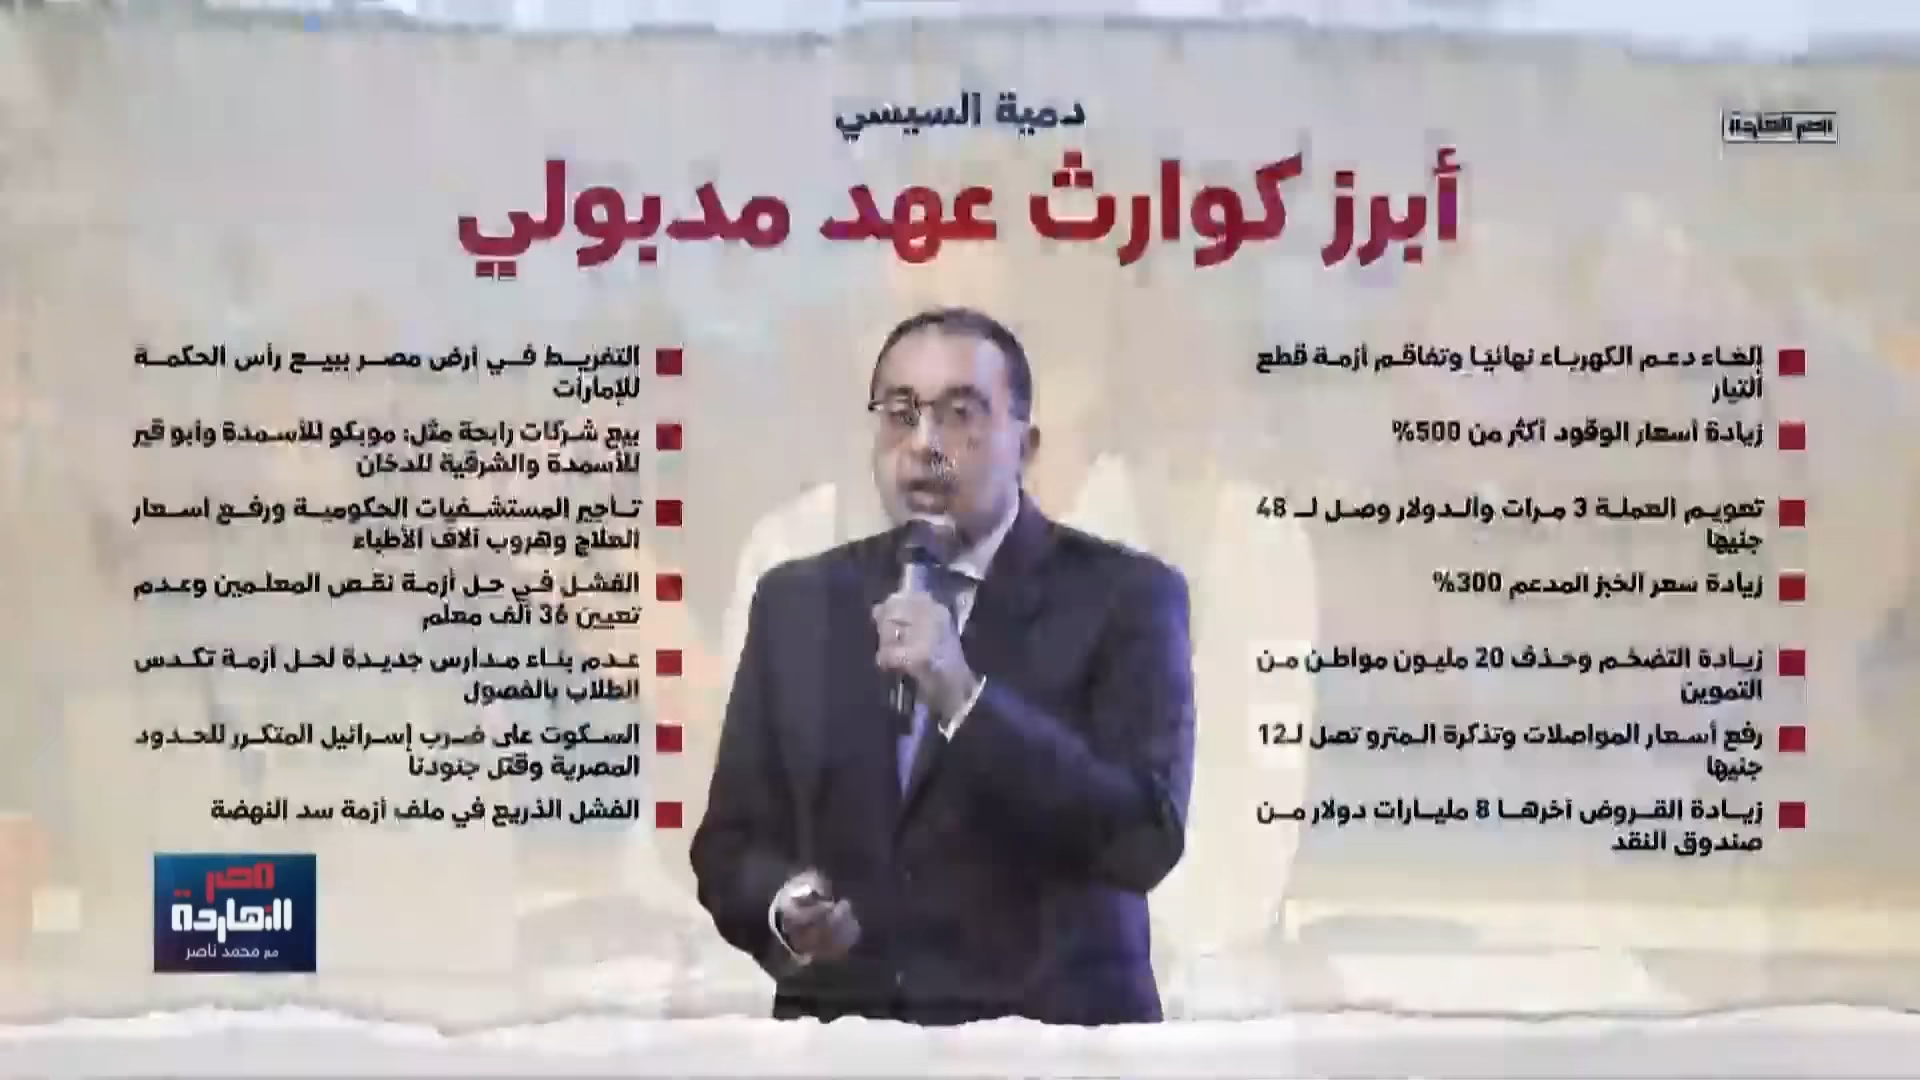 دمية السيسي
مصر النهاردة
أبرز كوارث عهد مدبولي
إلغاء دعم الكهرباء نهائيًا وتفاقم أزمة قطع
التيار
زيادة أسعار الوقود أكثر من 500%
تعويم العملة 3 مرات والدولار وصل لـ 48
جنيهًا
زيادة سعر الخبز المدعم 300%
زيادة التضخم وحذف 20 مليون مواطن من
التموين
رفع أسعار المواصلات وتذكرة المترو تصل لـ12
جنيها
زيادة القروض آخرها 8 مليارات دولار من
صندوق النقد
التفريط في أرض مصر ببيع رأس الحكمة
للإمارات
بيع شركات رابحة مثل: موبكو للأسمدة وأبو قير
للأسمدة والشرقية للدخان
تأجير المستشفيات الحكومية ورفع أسعار
العلاج وهروب آلاف الأطباء
الفشل في حل أزمة نقص المعلمين وعدم
تعيين 36 ألف معلم
عدم بناء مدارس جديدة لحل أزمة تكدس
الطلاب بالفصول
السكوت على ضرب إسرائيل المتكرر للحدود
المصرية وقتل جنودنا
الفشل الذريع في ملف أزمة سد النهضة
مصر
النهاردة
مع محمد ناصر